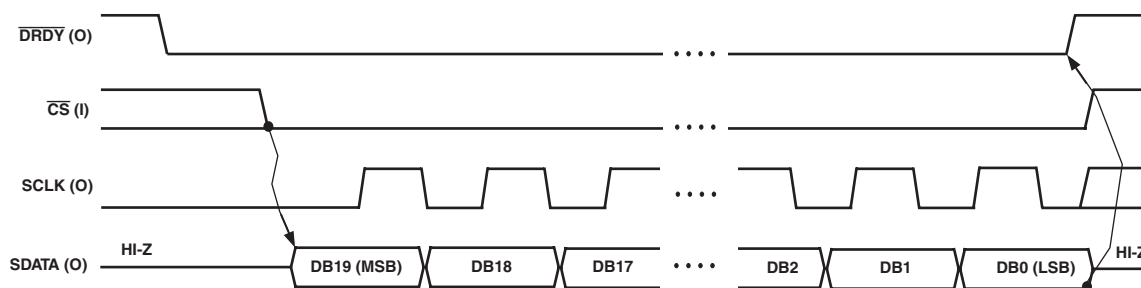 DRDY (O)
CS (I)
SCLK (O)
SDATA (O)
HI-Z
DB19 (MSB)
DB18
DB17
DB2
DB1
DB0 (LSB)
HI-Z